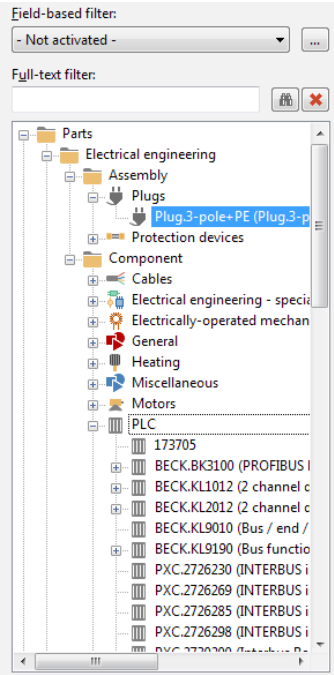 Field-based filter:
- Not activated -
...
Full-text filter:
Parts
Electrical engineering
Assembly
Plugs
Plug.3-pole+PE (Plug.3-p
Protection devices
Component
Cables
Electrical engineering - specia
Electrically-operated mechan
General
Heating
Miscellaneous
Motors
PLC
173705
BECK.BK3100 (PROFIBUS
BECK.KL1012 (2 channel d
BECK.KL2012 (2 channel d
BECK.KL9010 (Bus / end /
BECK.KL9190 (Bus functio
PXC.2726230 (INTERBUS i
PXC.2726269 (INTERBUS i
PXC.2726285 (INTERBUS i
PXC.2726298 (INTERBUS i